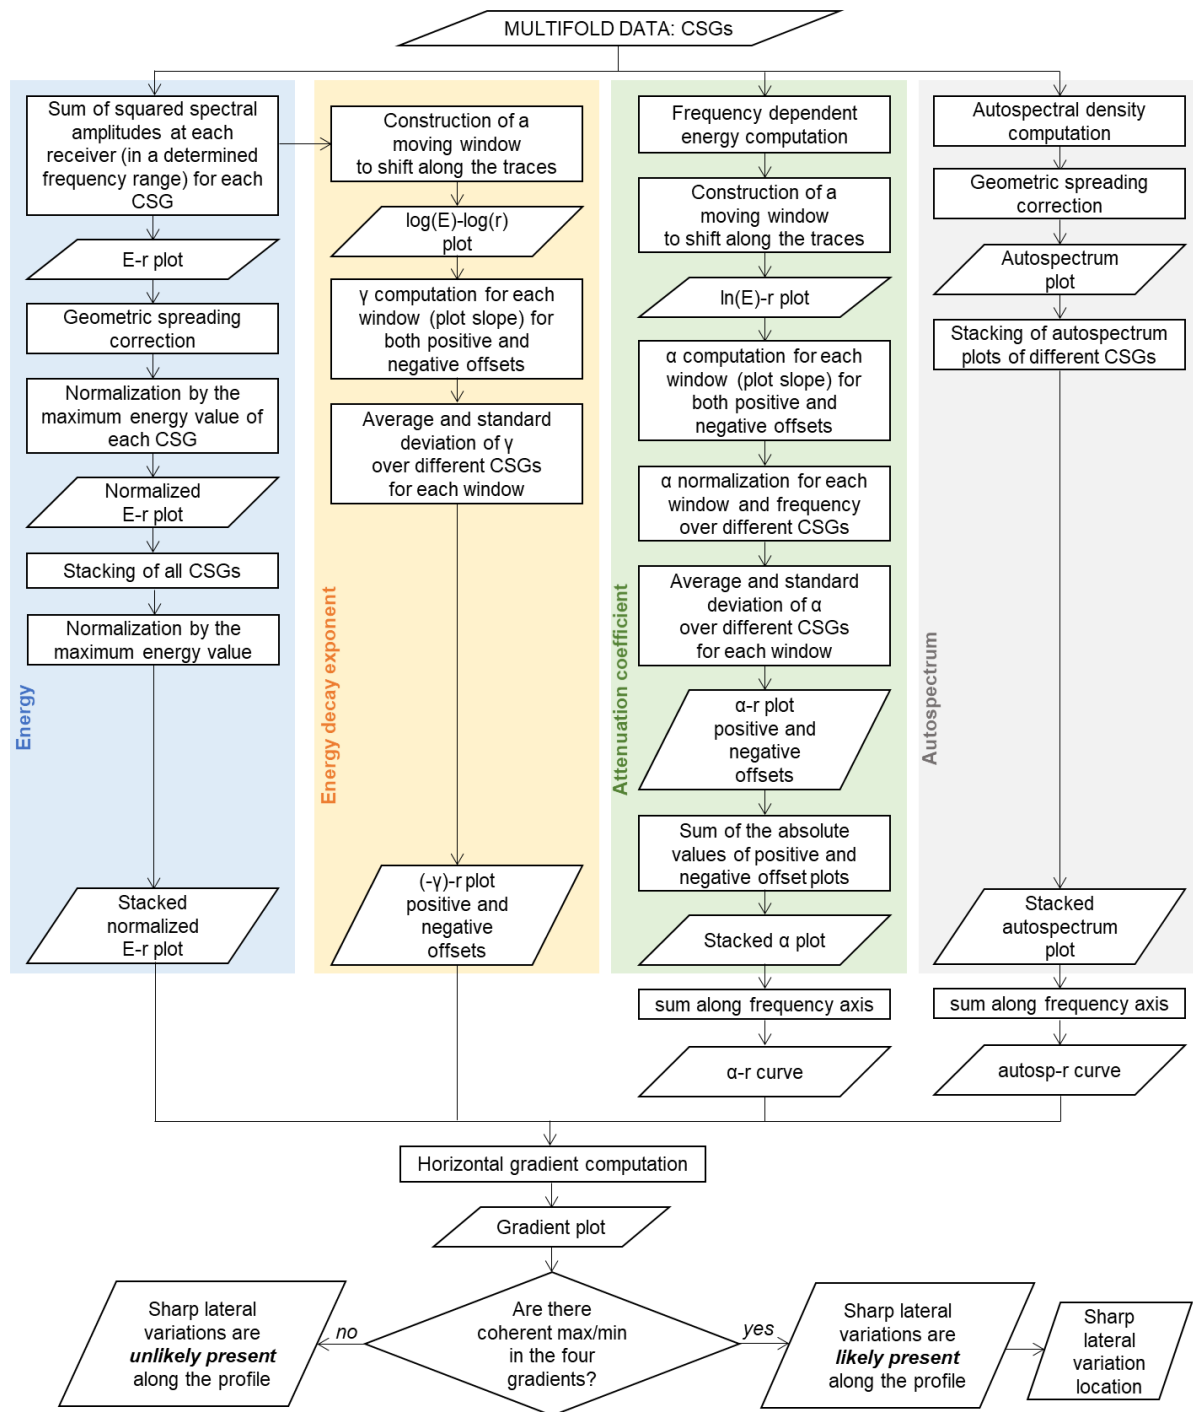 MULTIFOLD DATA: CSGs
Sum of squared spectral
amplitudes at each
receiver (in a determined
frequency range) for each
CSG
E-r plot
Geometric spreading
correction
Normalization by the
maximum energy value of
each CSG
Normalized
E-r plot
Stacking of all CSGs
Normalization by the
maximum energy value
Energy
Stacked
normalized
E-r plot
Construction of a
moving window
to shift along the traces
log(E)-log(r)
plot
γ computation for each
window (plot slope) for
both positive and
negative offsets
Average and standard
deviation of γ
over different CSGs
for each window
Energy decay exponent
(-γ)-r plot
positive and
negative
offsets
Frequency dependent
energy computation
Construction of a
moving window
to shift along the traces
ln(E)-r plot
α computation for each
window (plot slope) for
both positive and
negative offsets
α normalization for each
window and frequency
over different CSGs
Average and standard
deviation of α
over different CSGs
for each window
Attenuation coefficient
α-r plot
positive and
negative
offsets
Sum of the absolute
values of positive and
negative offset plots
Stacked α plot
sum along frequency axis
α-r curve
Autospectral density
computation
Geometric spreading
correction
Autospectrum
plot
Stacking of autospectrum
plots of different CSGs
Autospectrum
Stacked
autospectrum
plot
sum along frequency axis
autosp-r curve
Horizontal gradient computation
Gradient plot
Are there
coherent max/min
in the four
gradients?
no
Sharp lateral
variations are
unlikely present
along the profile
yes
Sharp lateral
variations are
likely present
along the profile
Sharp
lateral
variation
location